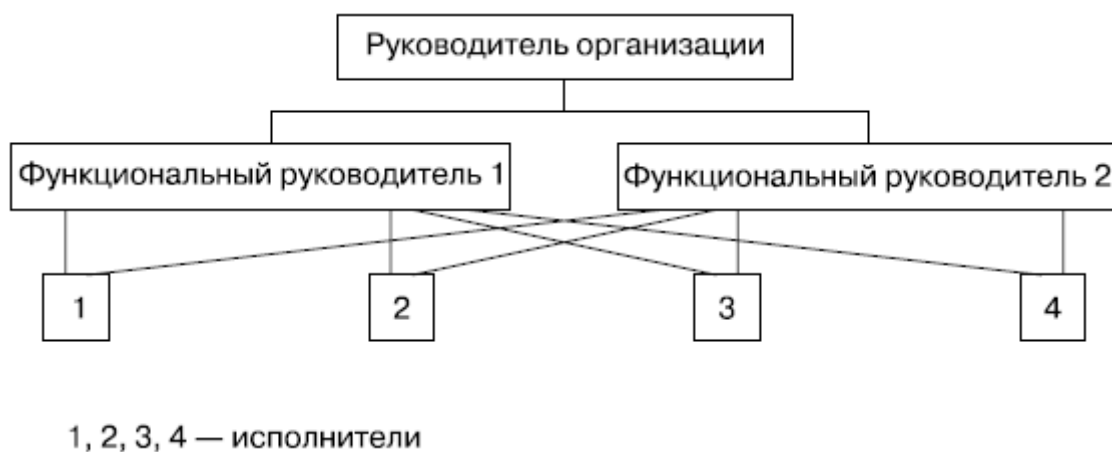 Руководитель организации
Функциональный руководитель 1
Функциональный руководитель 2
1
2
3
4
1, 2, 3, 4 — исполнители